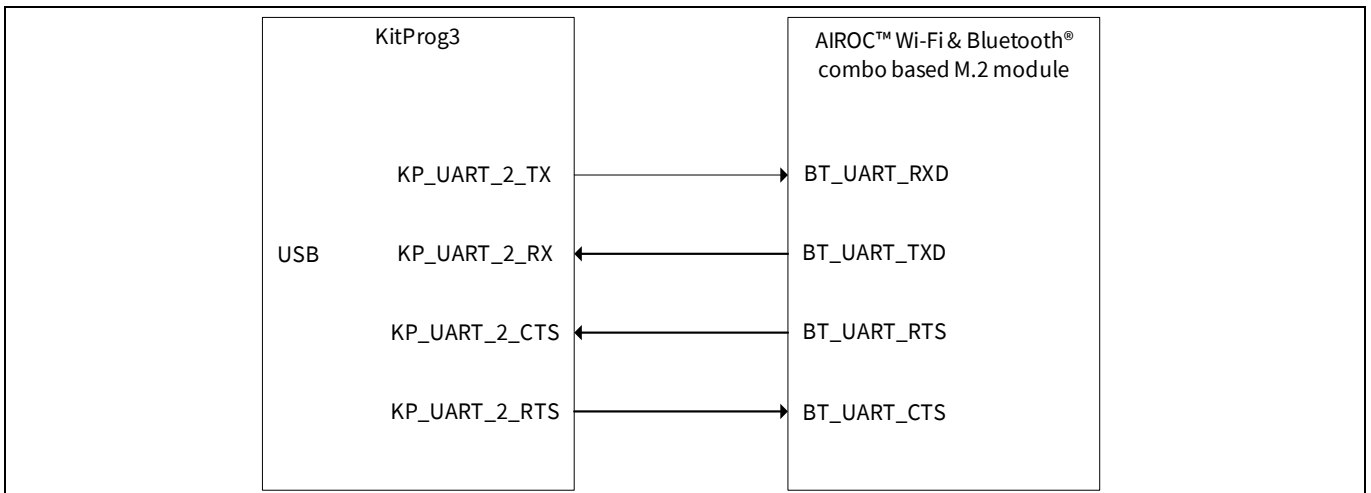 KitProg3
AIROC™ Wi-Fi & Bluetooth®
combo based M.2 module
KP_UART_2_TX
BT_UART_RXD
USB
KP_UART_2_RX
BT_UART_TXD
KP_UART_2_CTS
BT_UART_RTS
KP_UART_2_RTS
BT_UART_CTS